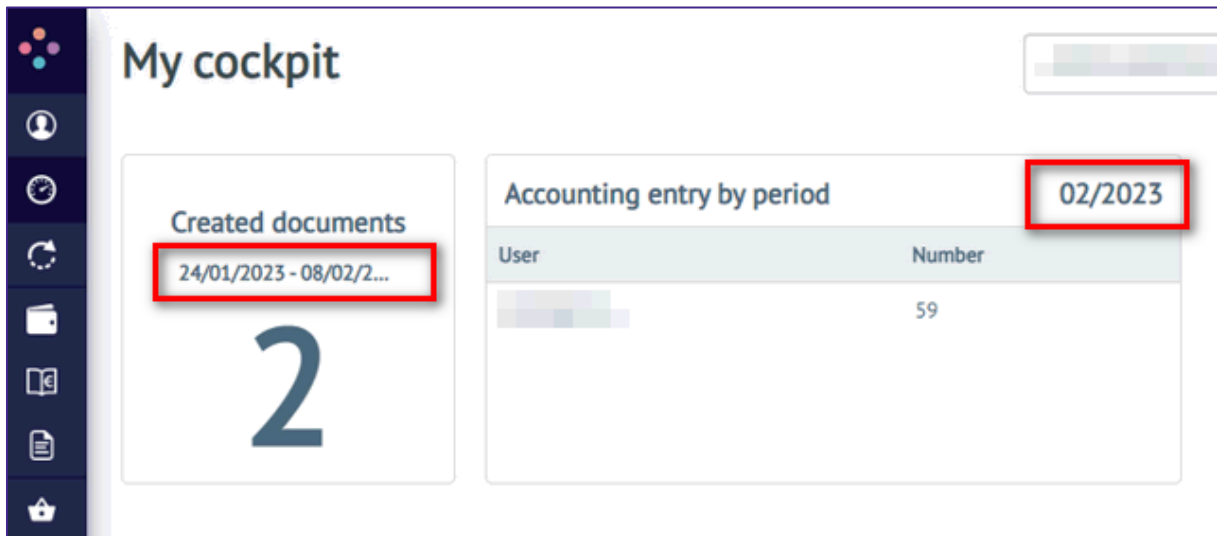 My cockpit
Created documents
24/01/2023 - 08/02/2...
2
Accounting entry by period
02/2023
User
Number
59